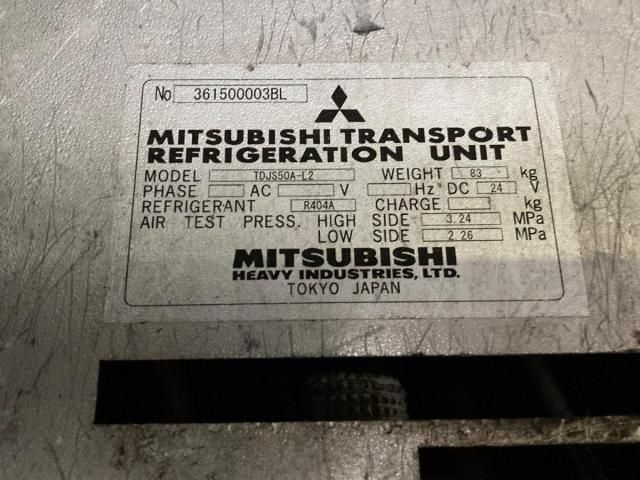 No 361500003BL
MITSUBISHI TRANSPORT
REFRIGERATION UNIT
MODEL TDJS50A-L2 WEIGHT 83 kg
PHASE AC V Hz DC 24 V
REFRIGERANT R404A CHARGE kg
AIR TEST PRESS. HIGH SIDE 3.24 MPa
LOW SIDE 2.26 MPa
MITSUBISHI
HEAVY INDUSTRIES, LTD.
TOKYO JAPAN